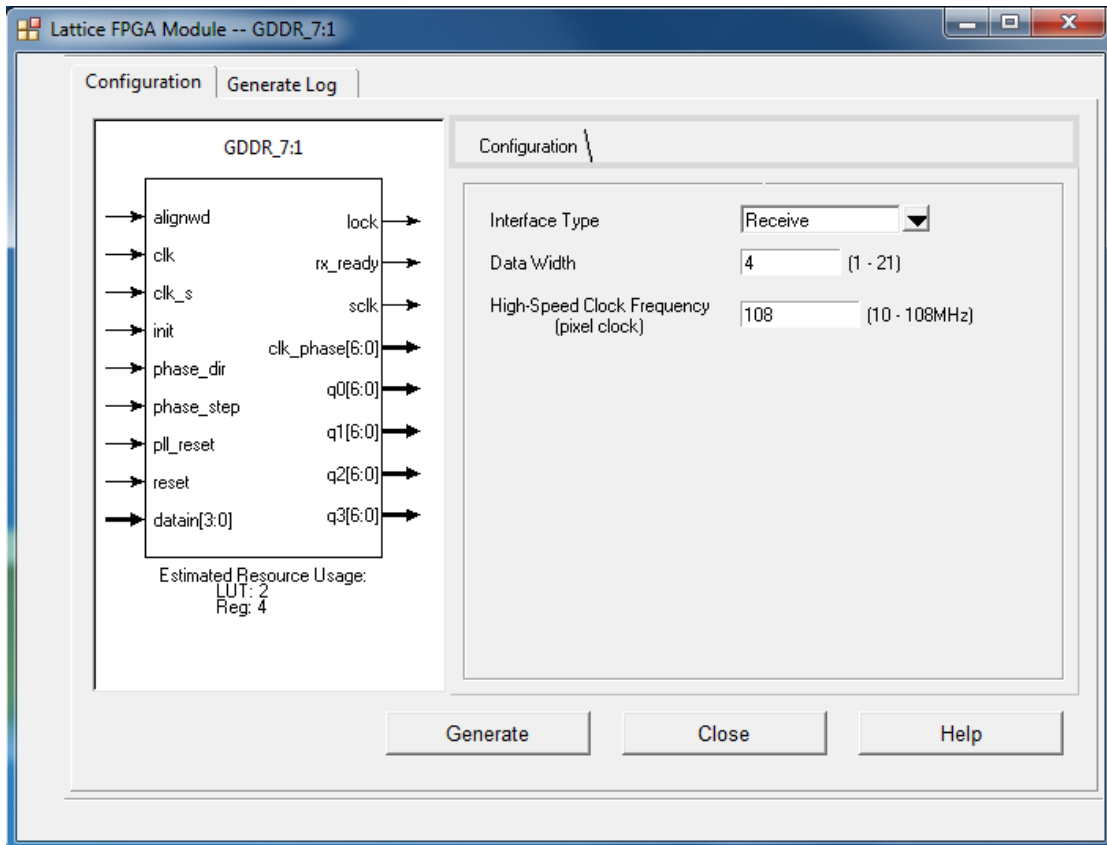 Lattice FPGA Module -- GDDR_7:1
Configuration
Generate Log
GDDR_7:1
alignwd
clk
clk_s
init
phase_dir
phase_step
pll_reset
reset
datain[3:0]
lock
rx_ready
sclk
clk_phase[6:0]
q0[6:0]
q1[6:0]
q2[6:0]
q3[6:0]
Estimated Resource Usage:
LUT: 2
Reg: 4
Configuration
Interface Type Receive
Data Width 4 (1 - 21)
High-Speed Clock Frequency 108 (10 - 108MHz)
(pixel clock)
Generate Close Help